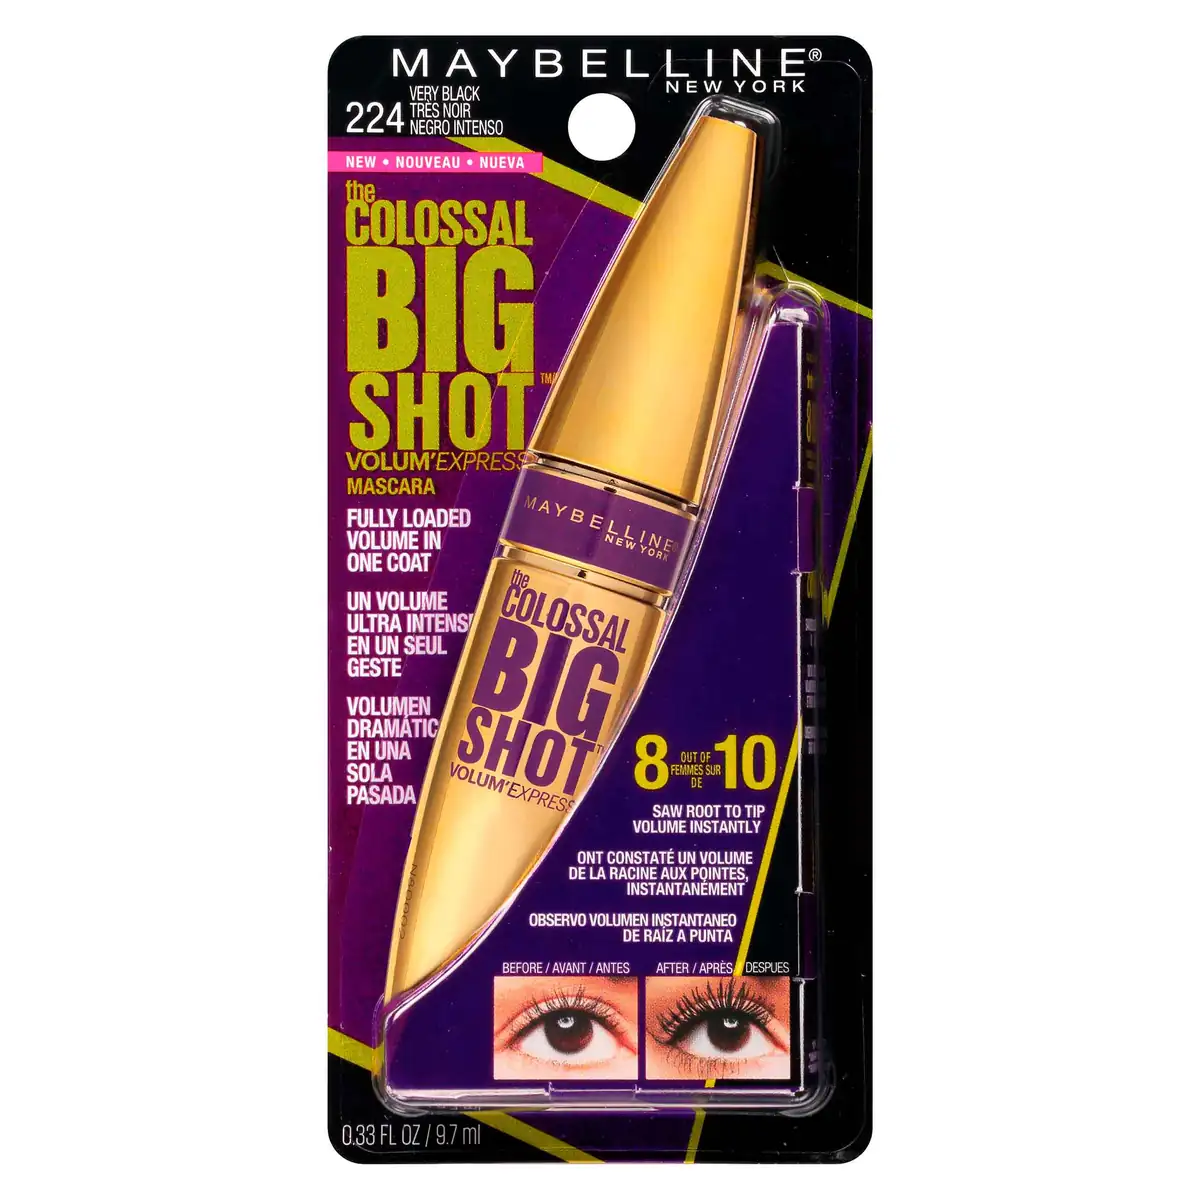 MAYBELLINE®
NEW YORK
224
VERY BLACK
TRÈS NOIR
NEGRO INTENSO
NEW • NOUVEAU • NUEVA
the
COLOSSAL
BIG
SHOT
VOLUM'EXPRESS
MASCARA
FULLY LOADED
VOLUME IN
ONE COAT
UN VOLUME
ULTRA INTENS
EN UN SEUL
GESTE
VOLUMEN
DRAMÁTIC
EN UNA
SOLA
PASADA
MAYBELLINE®
NEW YORK
the
COLOSSAL
BIG
SHOT™
VOLUM'EXPRESS
8 OUT OF 10
FEMMES SUR
DE
SAW ROOT TO TIP
VOLUME INSTANTLY
ONT CONSTATÉ UN VOLUME
DE LA RACINE AUX POINTES,
INSTANTANÉMENT
OBSERVO VOLUMEN INSTANTANEO
DE RAÍZ A PUNTA
BEFORE / AVANT / ANTES
AFTER / APRÈS / DESPUES
0.33 FL OZ / 9.7 ml